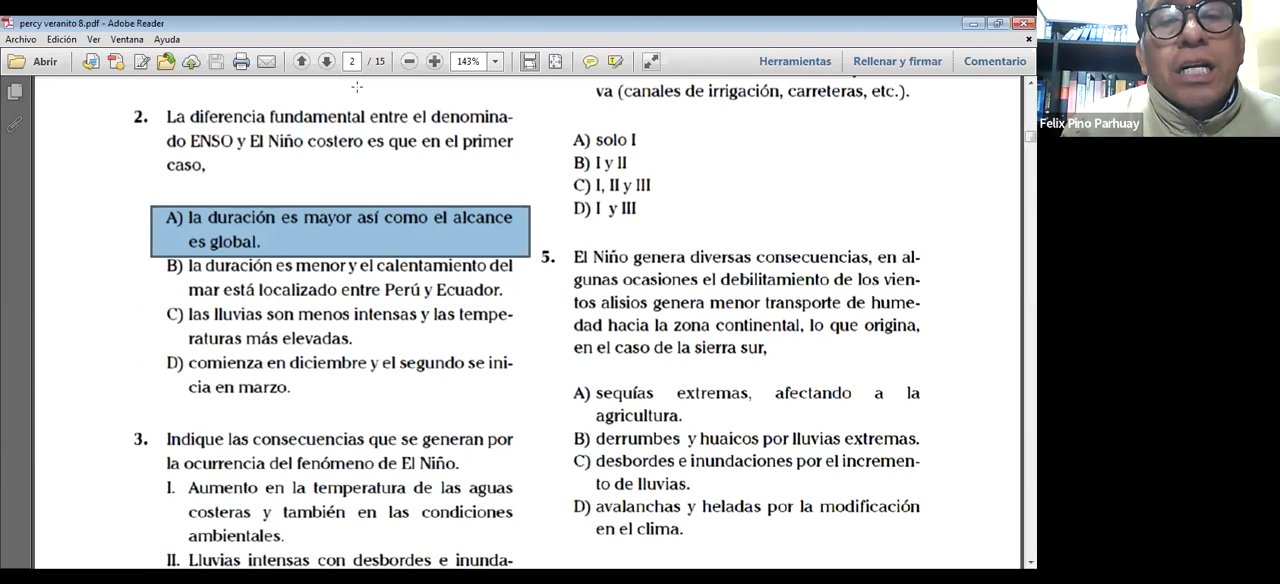 percy veranito 8.pdf - Adobe Reader
Archivo Edición Ver Ventana Ayuda
Abrir
2 / 15
143%
Herramientas
Rellenar y firmar
Comentario
2. La diferencia fundamental entre el denomina-
do ENSO y El Niño costero es que en el primer
caso,
A) la duración es mayor así como el alcance
es global.
B) la duración es menor y el calentamiento del
mar está localizado entre Perú y Ecuador.
C) las lluvias son menos intensas y las tempe-
raturas más elevadas.
D) comienza en diciembre y el segundo se ini-
cia en marzo.
3. Indique las consecuencias que se generan por
la ocurrencia del fenómeno de El Niño.
I. Aumento en la temperatura de las aguas
costeras y también en las condiciones
ambientales.
II. Lluvias intensas con desbordes e inunda-
va (canales de irrigación, carreteras, etc.).
A) solo I
B) I y II
C) I, II y III
D) I y III
5. El Niño genera diversas consecuencias, en al-
gunas ocasiones el debilitamiento de los vien-
tos alisios genera menor transporte de hume-
dad hacia la zona continental, lo que origina,
en el caso de la sierra sur,
A) sequías extremas, afectando a la
agricultura.
B) derrumbes y huaicos por lluvias extremas.
C) desbordes e inundaciones por el incremen-
to de lluvias.
D) avalanchas y heladas por la modificación
en el clima.
Felix Pino Parhuay